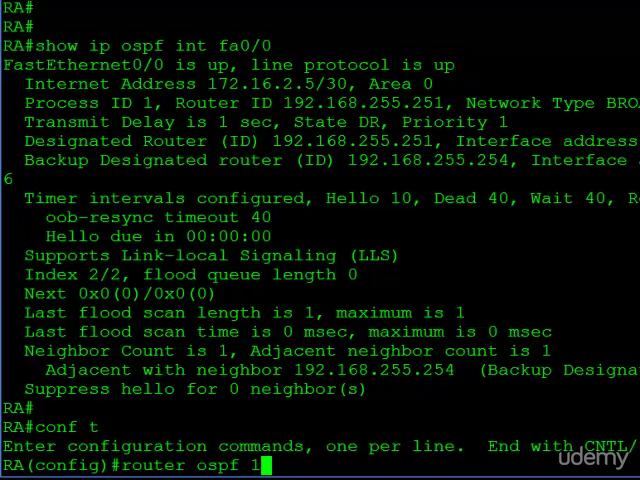 RA#
RA#
RA#show ip ospf int fa0/0
FastEthernet0/0 is up, line protocol is up
  Internet Address 172.16.2.5/30, Area 0
  Process ID 1, Router ID 192.168.255.251, Network Type BRO
  Transmit Delay is 1 sec, State DR, Priority 1
  Designated Router (ID) 192.168.255.251, Interface address
  Backup Designated router (ID) 192.168.255.254, Interface
6
  Timer intervals configured, Hello 10, Dead 40, Wait 40, R
    oob-resync timeout 40
    Hello due in 00:00:00
  Supports Link-local Signaling (LLS)
  Index 2/2, flood queue length 0
  Next 0x0(0)/0x0(0)
  Last flood scan length is 1, maximum is 1
  Last flood scan time is 0 msec, maximum is 0 msec
  Neighbor Count is 1, Adjacent neighbor count is 1
    Adjacent with neighbor 192.168.255.254  (Backup Designa
  Suppress hello for 0 neighbor(s)
RA#
RA#conf t
Enter configuration commands, one per line.  End with CNTL/
RA(config)#router ospf 1
udemy